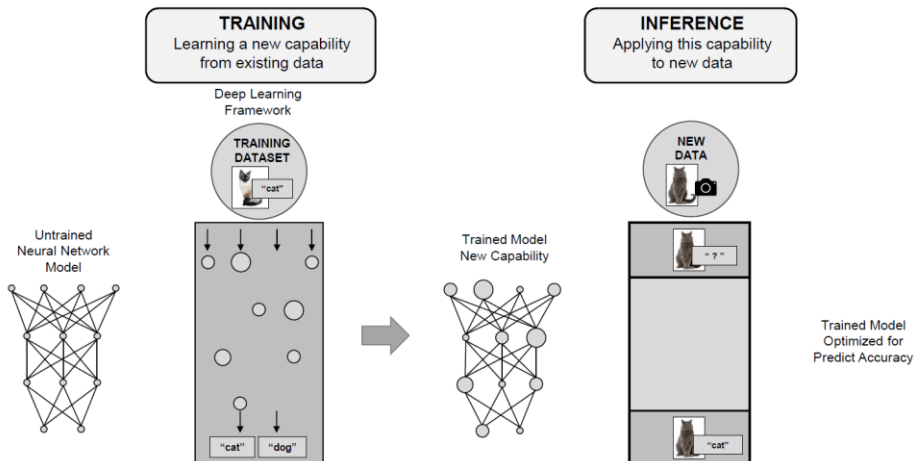 TRAINING
Learning a new capability
from existing data
INFERENCE
Applying this capability
to new data
Deep Learning
Framework
TRAINING
DATASET
"cat"
NEW
DATA
Untrained
Neural Network
Model
Trained Model
New Capability
" ? "
Trained Model
Optimized for
Predict Accuracy
"cat"
"dog"
"cat"